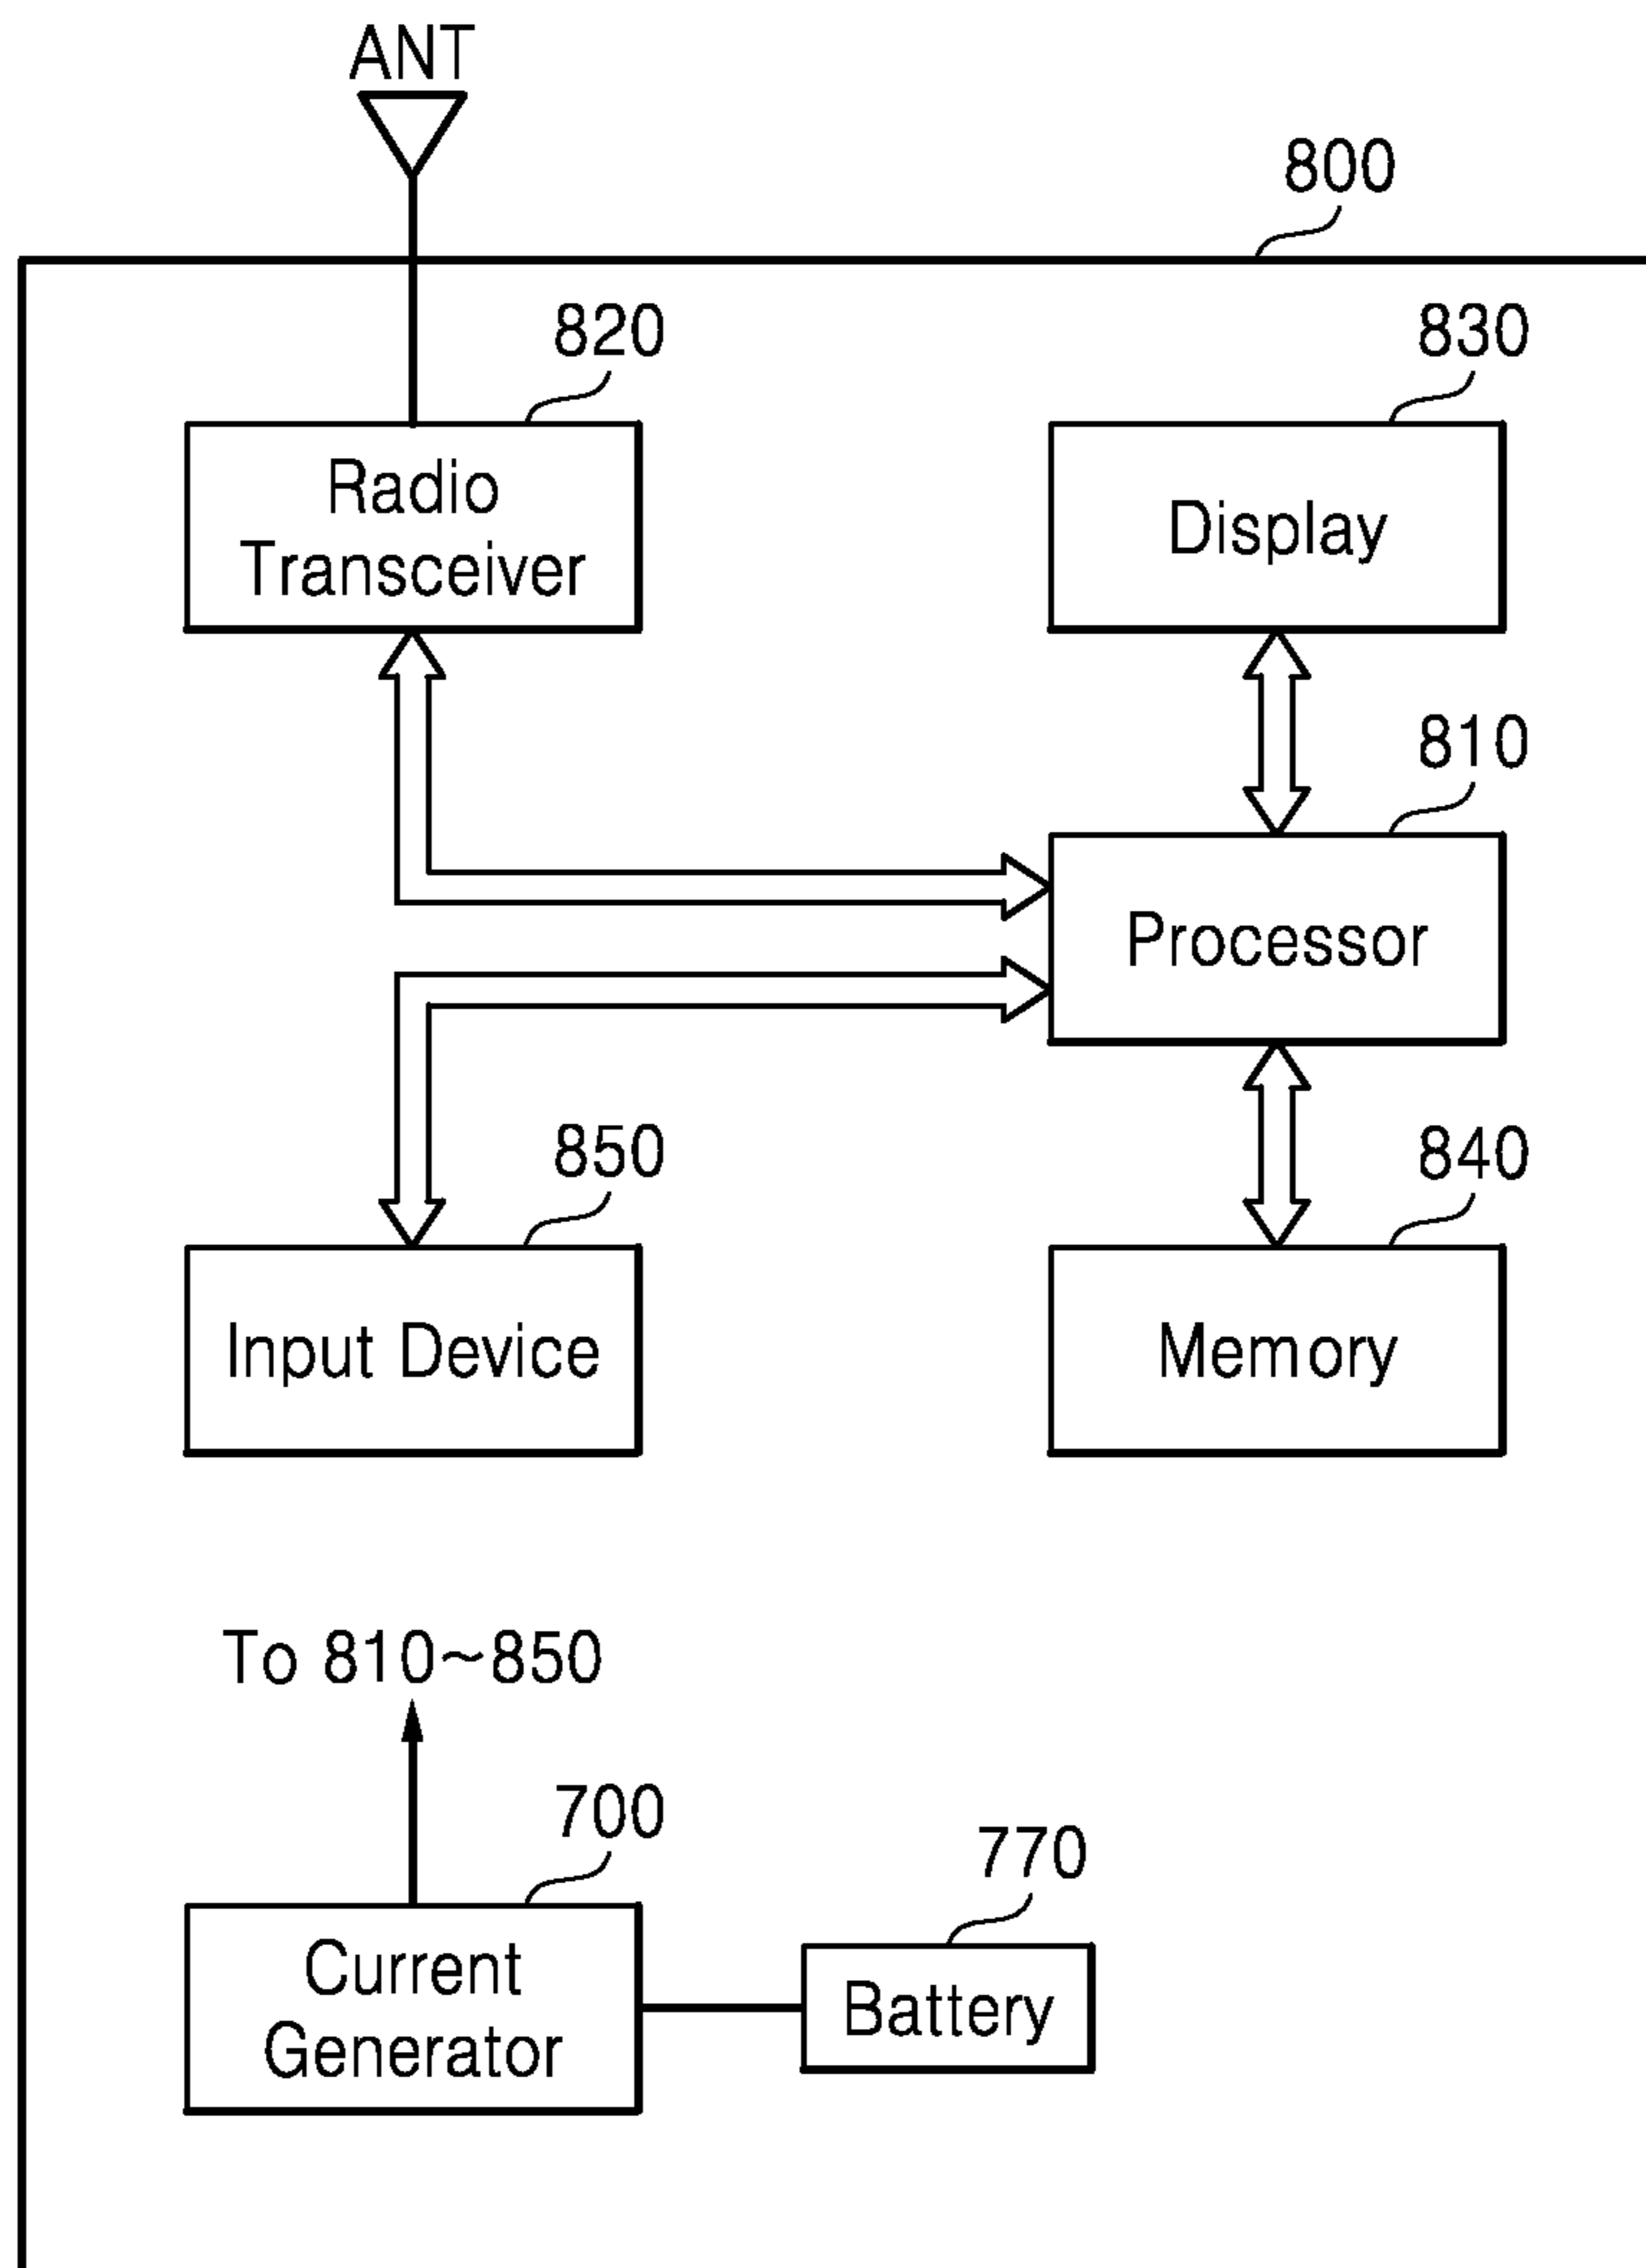 ANT
800
820
830
Radio
Transceiver
Display
810
Processor
850
840
Input Device
Memory
To 810~850
700
770
Current
Generator
Battery